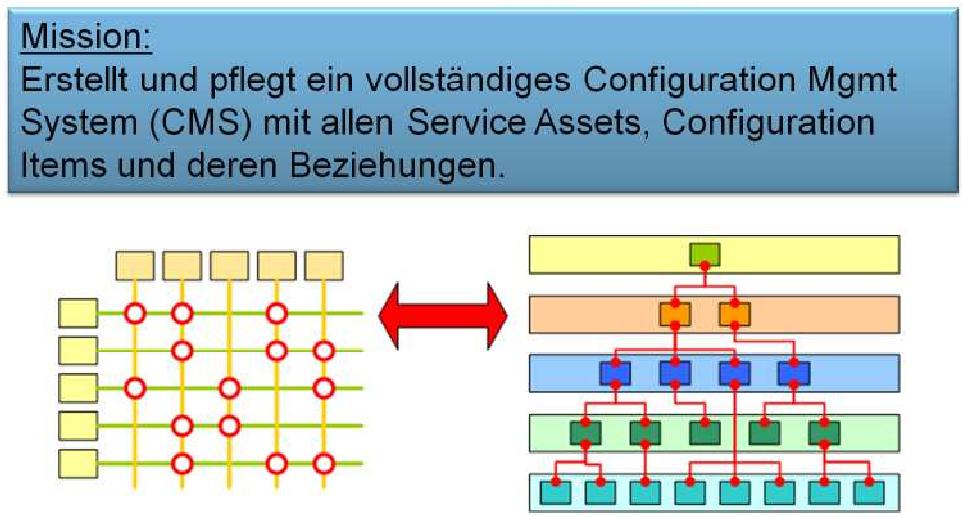 Mission:
Erstellt und pflegt ein vollständiges Configuration Mgmt
System (CMS) mit allen Service Assets, Configuration
Items und deren Beziehungen.